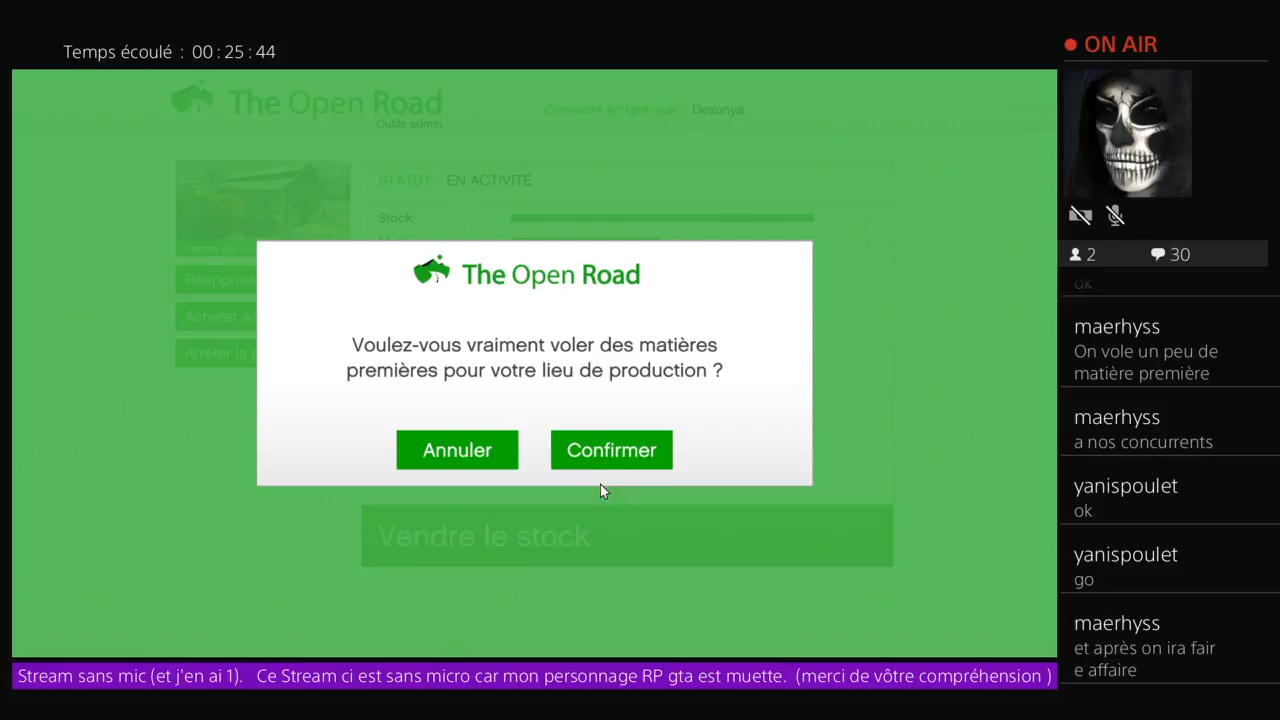 Temps écoulé : 00:25:44
ON AIR
The Open Road
Outils admin
Connecté en tant que : Devonya
STATUT : EN ACTIVITÉ
Stock
Acheter
Arrêter la
The Open Road
Voulez-vous vraiment voler des matières
premières pour votre lieu de production ?
Annuler
Confirmer
Vendre le stock
2
30
ok
maerhyss
On vole un peu de
matière première
maerhyss
a nos concurrents
yanispoulet
ok
yanispoulet
go
maerhyss
et après on ira fair
e affaire
Stream sans mic (et j'en ai 1). Ce Stream ci est sans micro car mon personnage RP gta est muette. (merci de vôtre compréhension )